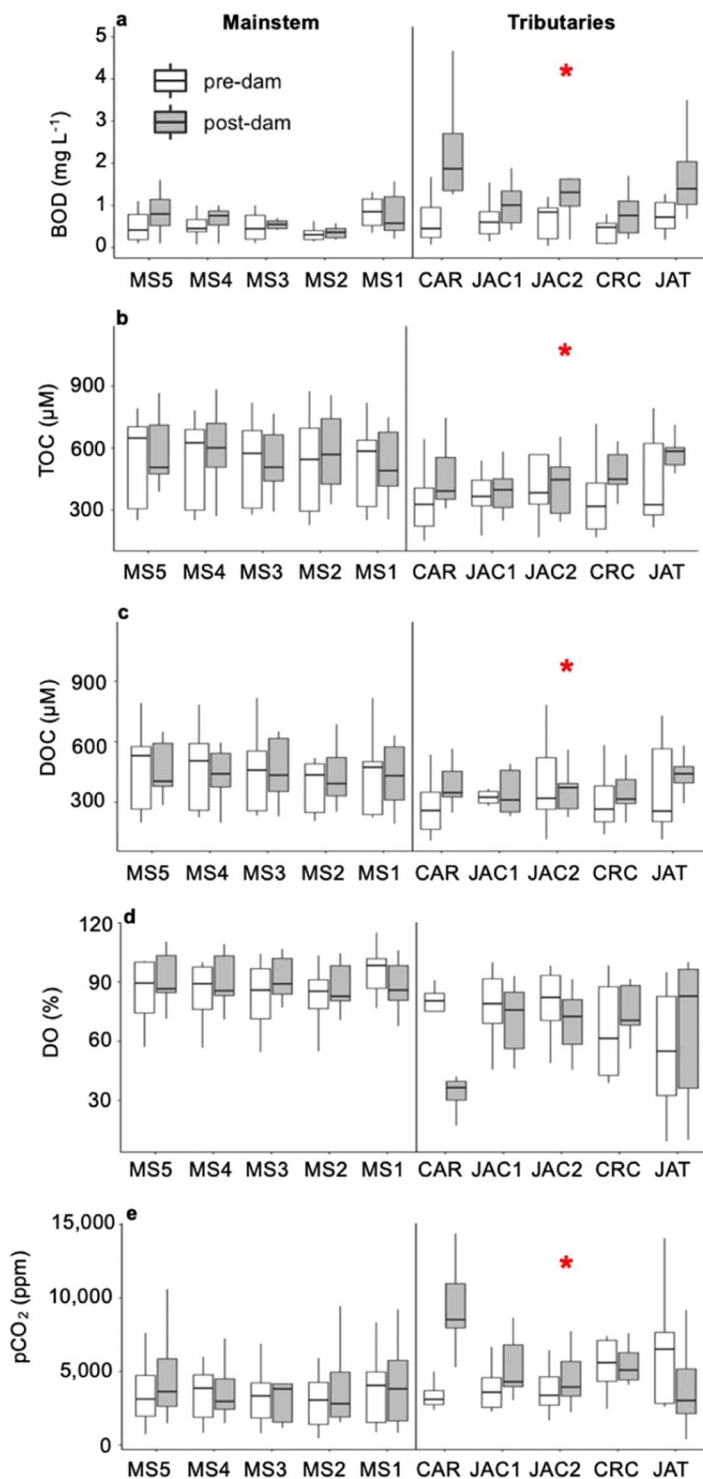 a Mainstem Tributaries
5
4
3
2
1
0
BOD (mg L⁻¹)
pre-dam
post-dam
*
MS5 MS4 MS3 MS2 MS1 CAR JAC1 JAC2 CRC JAT
b
900
600
300
TOC (µM)
*
MS5 MS4 MS3 MS2 MS1 CAR JAC1 JAC2 CRC JAT
c
900
600
300
DOC (µM)
*
MS5 MS4 MS3 MS2 MS1 CAR JAC1 JAC2 CRC JAT
d
120
90
60
30
DO (%)
MS5 MS4 MS3 MS2 MS1 CAR JAC1 JAC2 CRC JAT
e
15,000
10,000
5,000
0
pCO₂ (ppm)
*
MS5 MS4 MS3 MS2 MS1 CAR JAC1 JAC2 CRC JAT